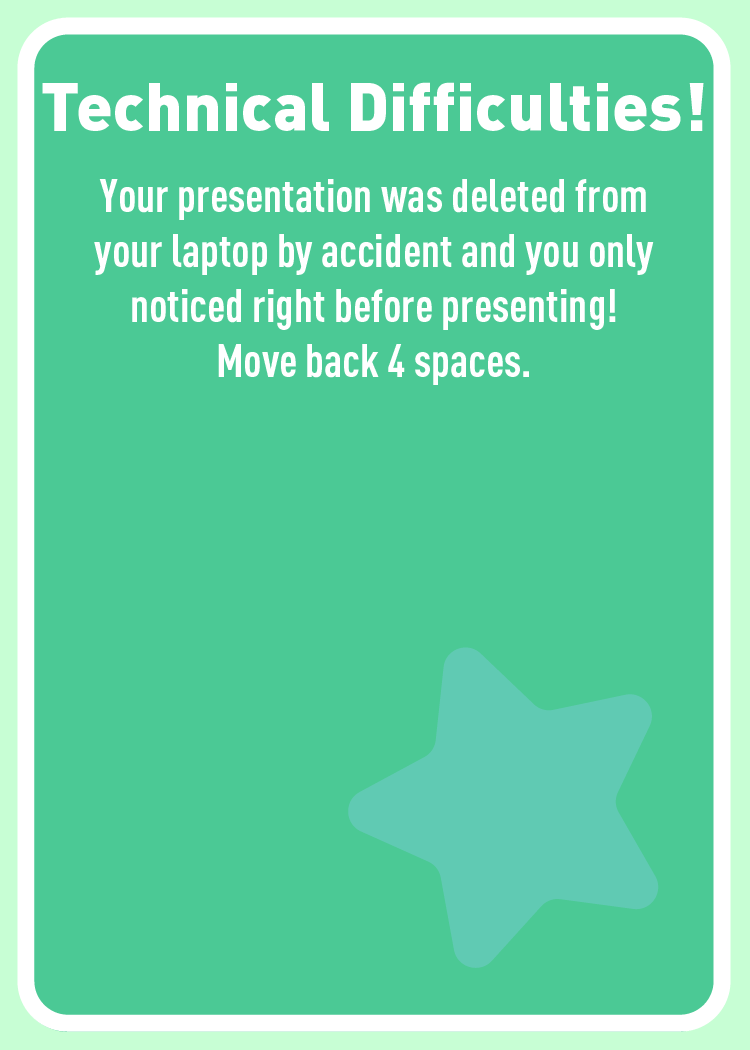 Technical Difficulties!
Your presentation was deleted from
your laptop by accident and you only
noticed right before presenting!
Move back 4 spaces.